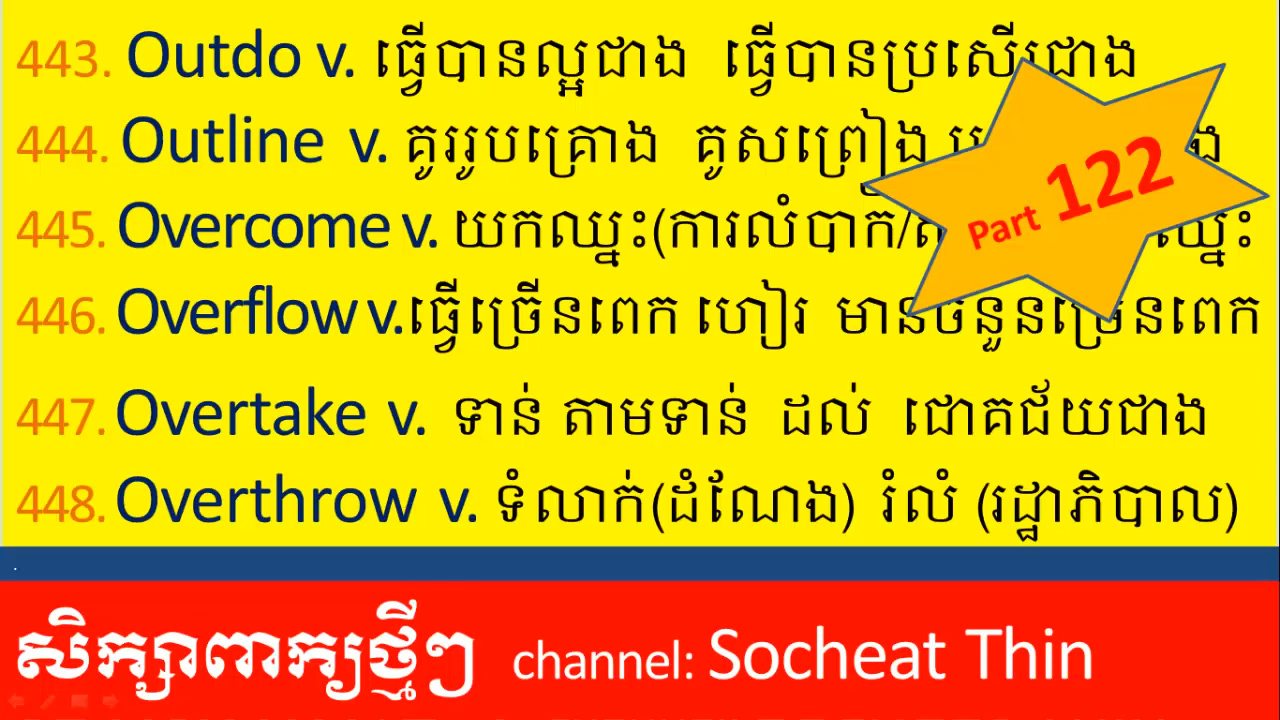 443. Outdo v. ធ្វើបានល្អជាង ធ្វើបានប្រសើរជាង
444. Outline v. គូររូបគ្រោង គូសព្រៀង
445. Overcome v. យកឈ្នះ(ការលំបាក/ ឈ្នះ
446. Overflow v.ធ្វើច្រើនពេក ហៀរ មានចំនួនច្រើនពេក
447. Overtake v. ទាន់ តាមទាន់ ដល់ ជោគជ័យជាង
448. Overthrow v. ទំលាក់(ដំណែង) រំលំ (រដ្ឋាភិបាល)
Part 122
សិក្សាពាក្យថ្មីៗ channel: Socheat Thin